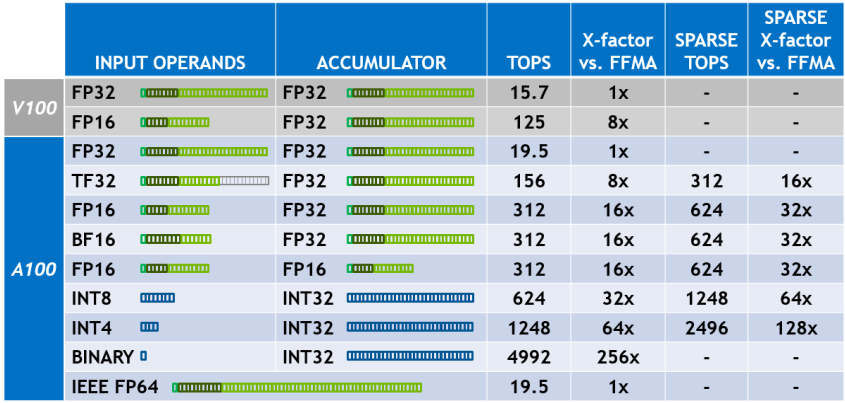 INPUT OPERANDS ACCUMULATOR TOPS X-factor vs. FFMA SPARSE TOPS SPARSE X-factor vs. FFMA
V100
FP32 FP32 15.7 1x - -
FP16 FP32 125 8x - -
A100
FP32 FP32 19.5 1x - -
TF32 FP32 156 8x 312 16x
FP16 FP32 312 16x 624 32x
BF16 FP32 312 16x 624 32x
FP16 FP16 312 16x 624 32x
INT8 INT32 624 32x 1248 64x
INT4 INT32 1248 64x 2496 128x
BINARY INT32 4992 256x - -
IEEE FP64 19.5 1x - -